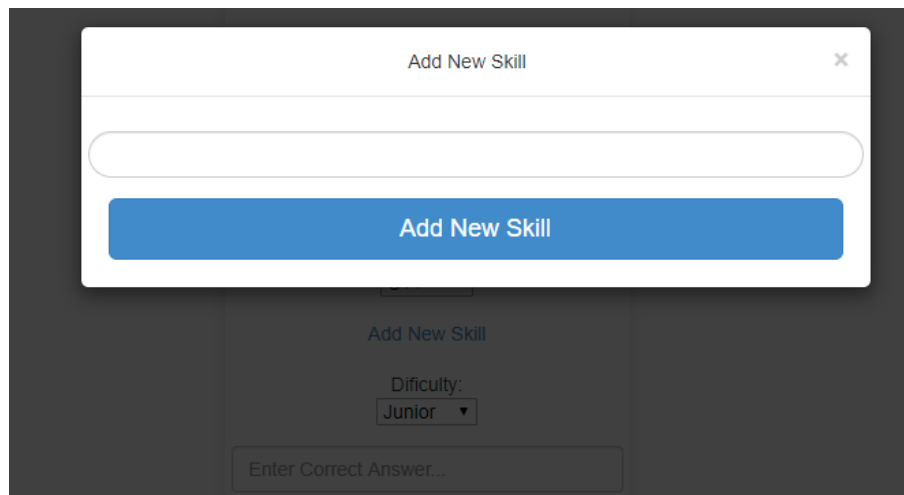 Add New Skill ×
Add New Skill
Add New Skill
Dificulty:
Junior ▼
Enter Correct Answer...